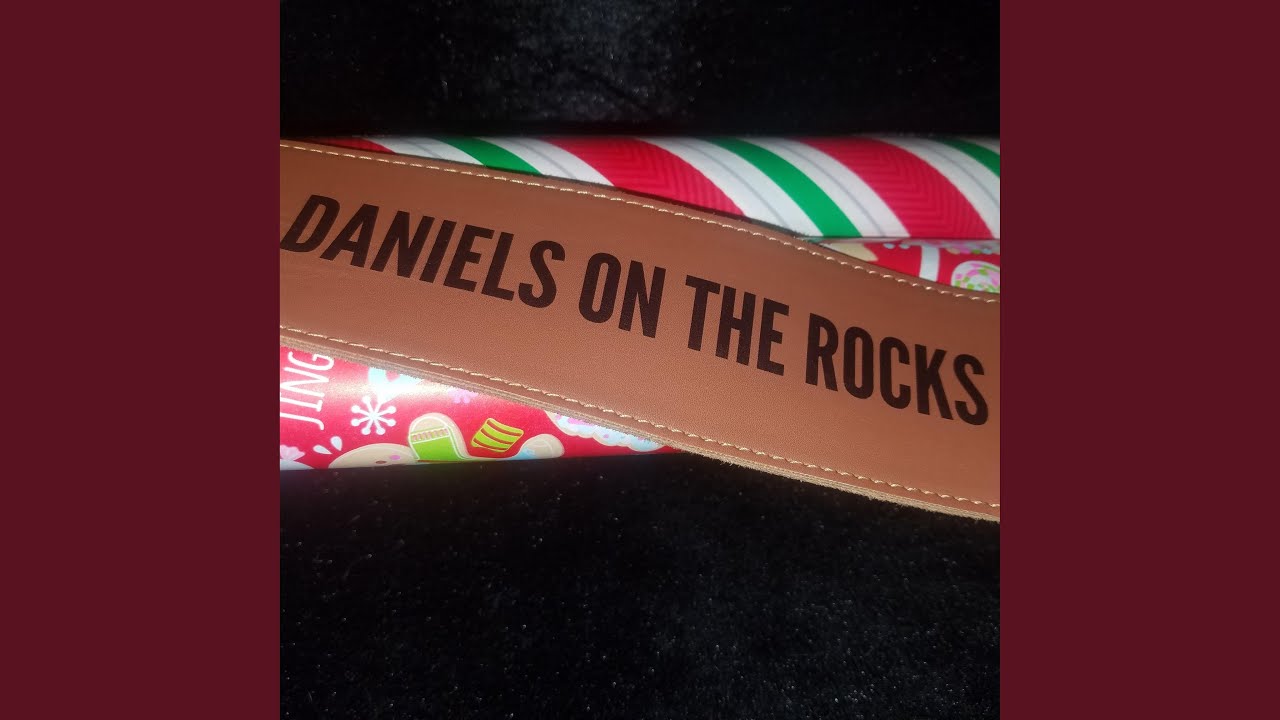 DANIELS ON THE ROCKS
JING